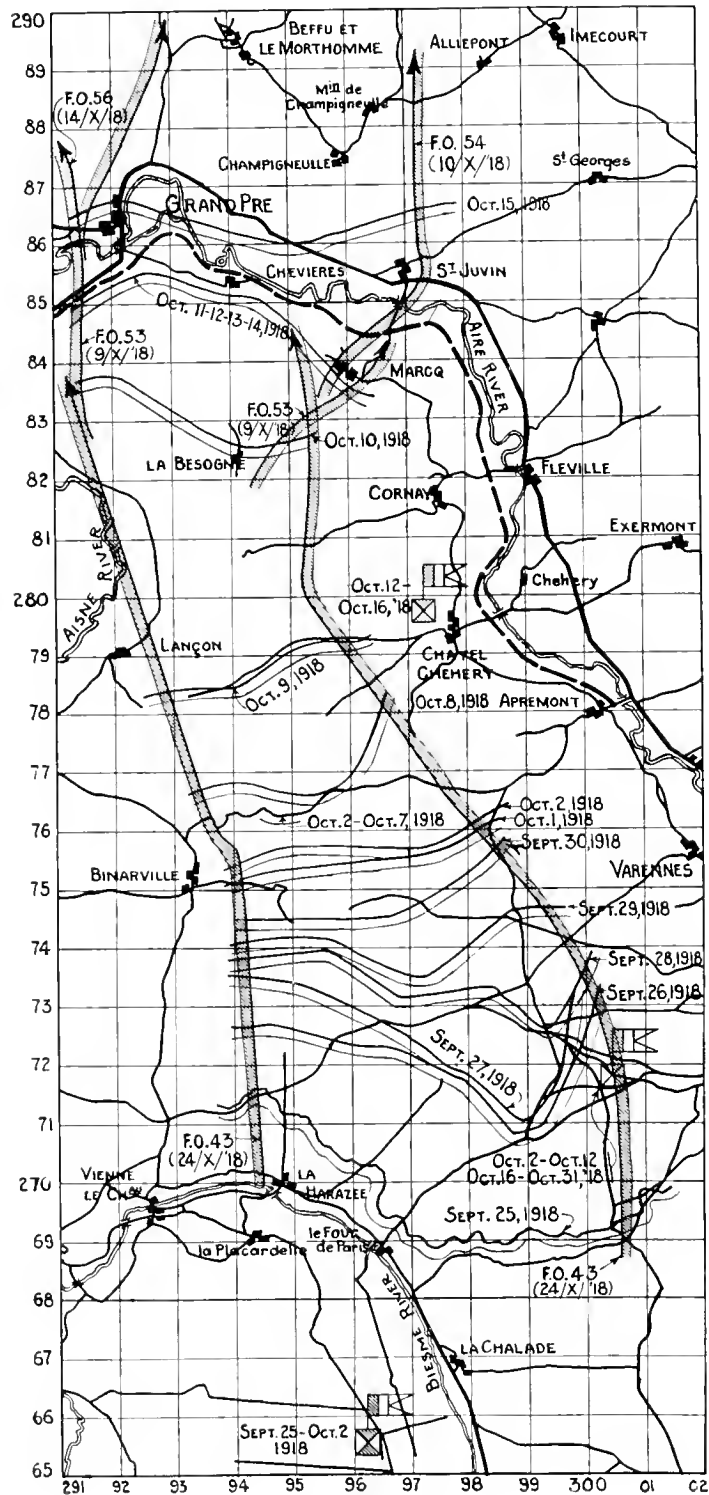 290
89
88
87
86
85
84
83
82
81
280
79
78
77
76
75
74
73
72
71
270
69
68
67
66
65
291
92
93
94
95
96
97
98
99
300
01
02
BEFFU ET
LE MORTHOMME
ALLIEPONT
IMECOURT
Min de
Champigneulle
F.O.56
(14/X/'18)
F.O.54
(10/X/'18)
CHAMPIGNEULLE
St Georges
GRAND PRE
OCT.15,1918
CHEVIERES
ST JUVIN
OCT. 11-12-13-14,1918
AIRE RIVER
F.O.53
(9/X/'18)
MARCQ
F.O.53
(9/X/'18)
OCT.10,1918
LA BESOGNE
FLEVILLE
CORNAY
EXERMONT
AISNE RIVER
OCT.12-
OCT.16,'18
Chehery
LANÇON
CHATEL
CHEHERY
OCT.9,1918
OCT.8,1918
APREMONT
OCT.2-OCT.7,1918
OCT.2,1918
OCT.1,1918
SEPT.30,1918
BINARVILLE
VARENNES
SEPT.29,1918
SEPT.28,1918
SEPT.26,1918
SEPT.27,1918
F.O.43
(24/X/'18)
OCT.2-OCT.12
OCT.16-OCT.31,'18
VIENNE
LE CHau
LA
HARAZEE
SEPT.25,1918
la Placardelle
le Four
de Paris
F.O.43
(24/X/'18)
BIESME RIVER
LA CHALADE
SEPT.25-OCT.2
1918